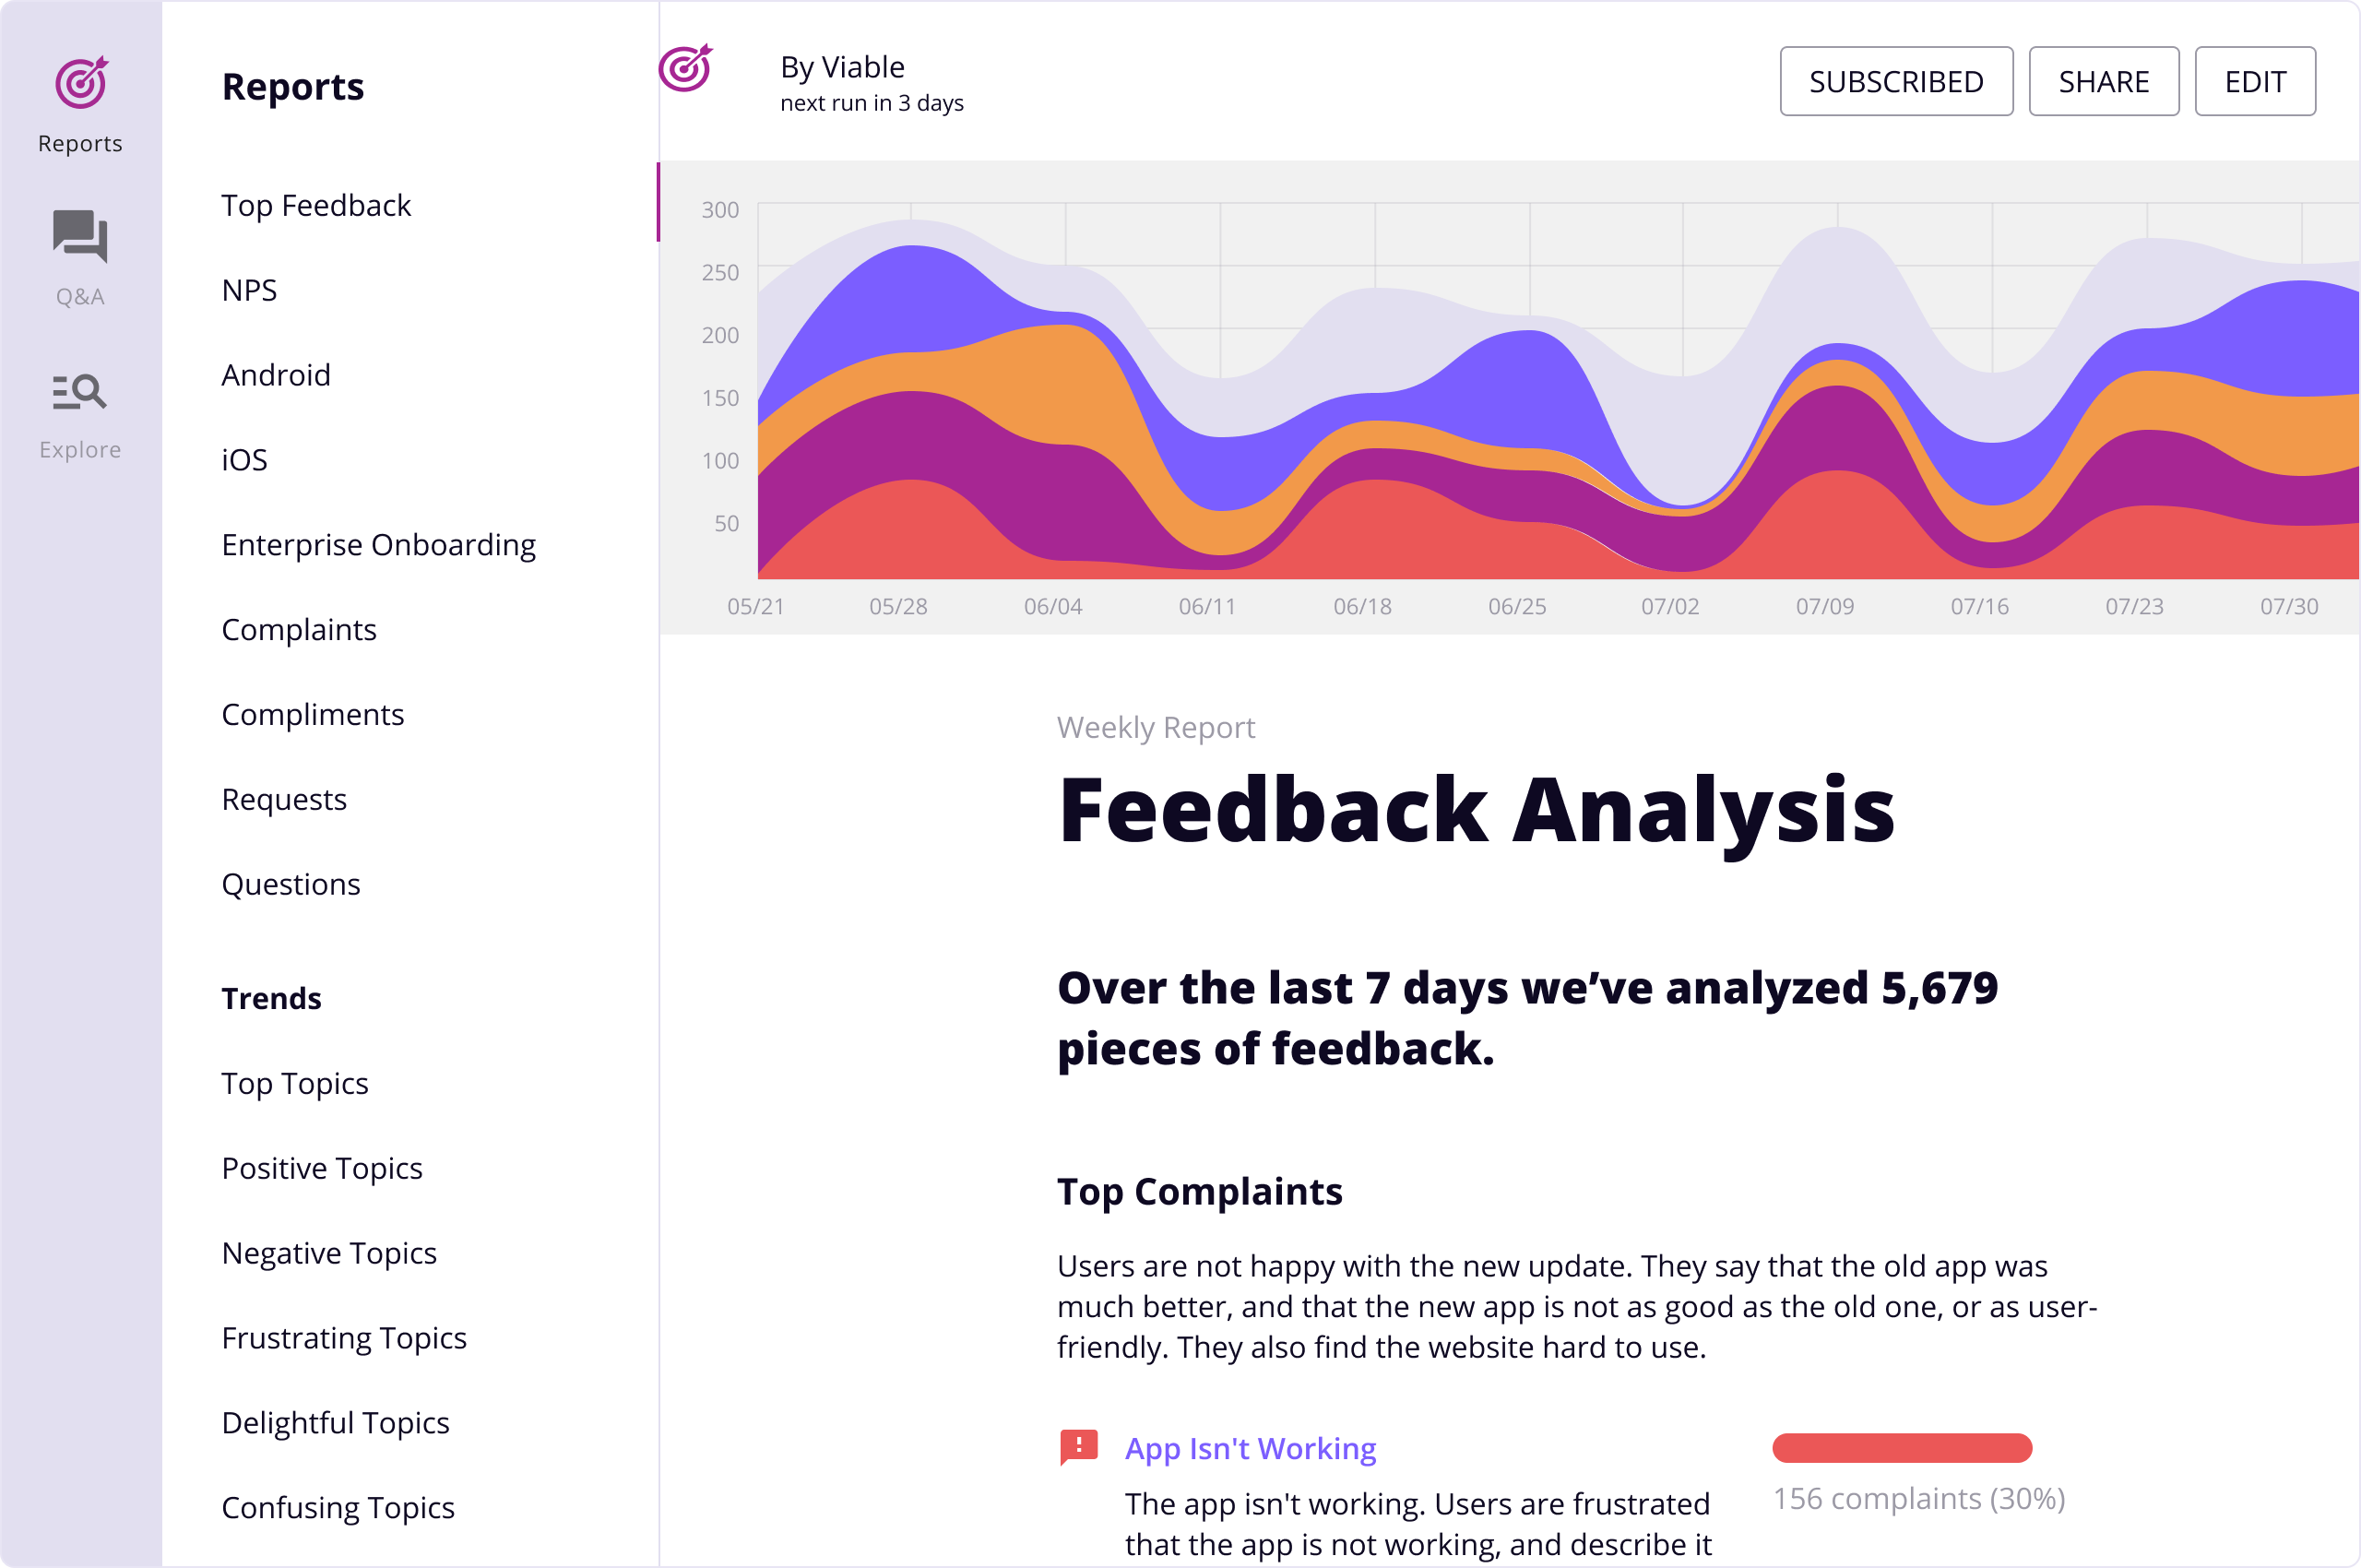 Reports
Q&A
Explore
Reports
Top Feedback
NPS
Android
iOS
Enterprise Onboarding
Complaints
Compliments
Requests
Questions
Trends
Top Topics
Positive Topics
Negative Topics
Frustrating Topics
Delightful Topics
Confusing Topics
By Viable
next run in 3 days
SUBSCRIBED
SHARE
EDIT
300
250
200
150
100
50
05/21 05/28 06/04 06/11 06/18 06/25 07/02 07/09 07/16 07/23 07/30
Weekly Report
Feedback Analysis
Over the last 7 days we’ve analyzed 5,679
pieces of feedback.
Top Complaints
Users are not happy with the new update. They say that the old app was
much better, and that the new app is not as good as the old one, or as user-
friendly. They also find the website hard to use.
App Isn't Working
The app isn't working. Users are frustrated
that the app is not working, and describe it
156 complaints (30%)